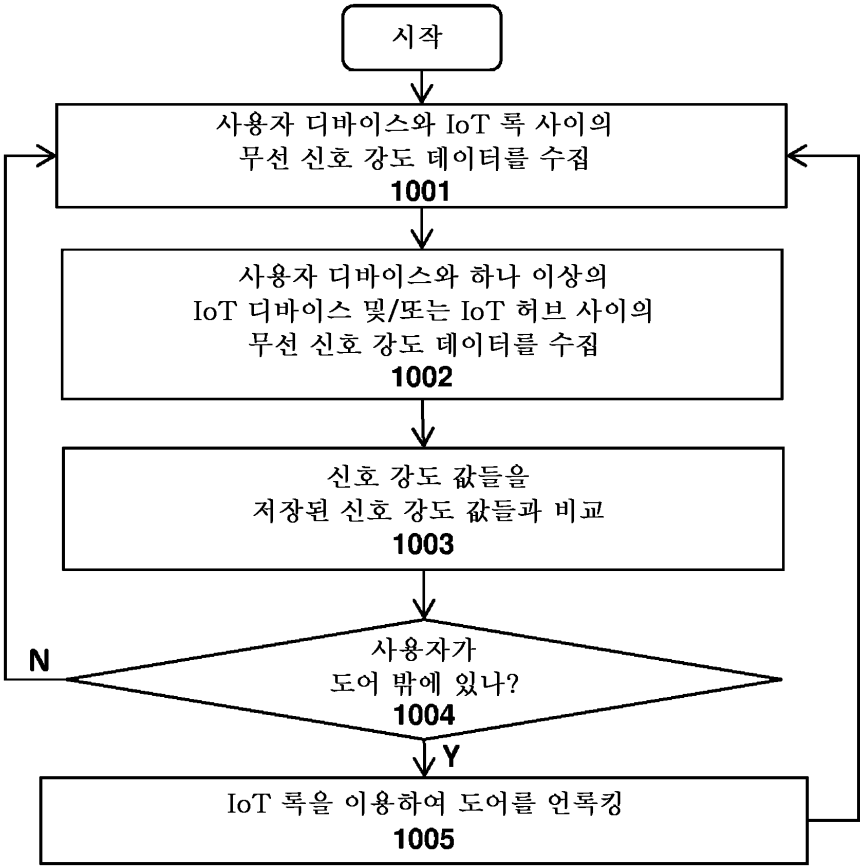 시작
사용자 디바이스와 IoT 록 사이의
무선 신호 강도 데이터를 수집
1001
사용자 디바이스와 하나 이상의
IoT 디바이스 및/또는 IoT 허브 사이의
무선 신호 강도 데이터를 수집
1002
신호 강도 값들을
저장된 신호 강도 값들과 비교
1003
사용자가
도어 밖에 있나?
1004
N
Y
IoT 록을 이용하여 도어를 언록킹
1005